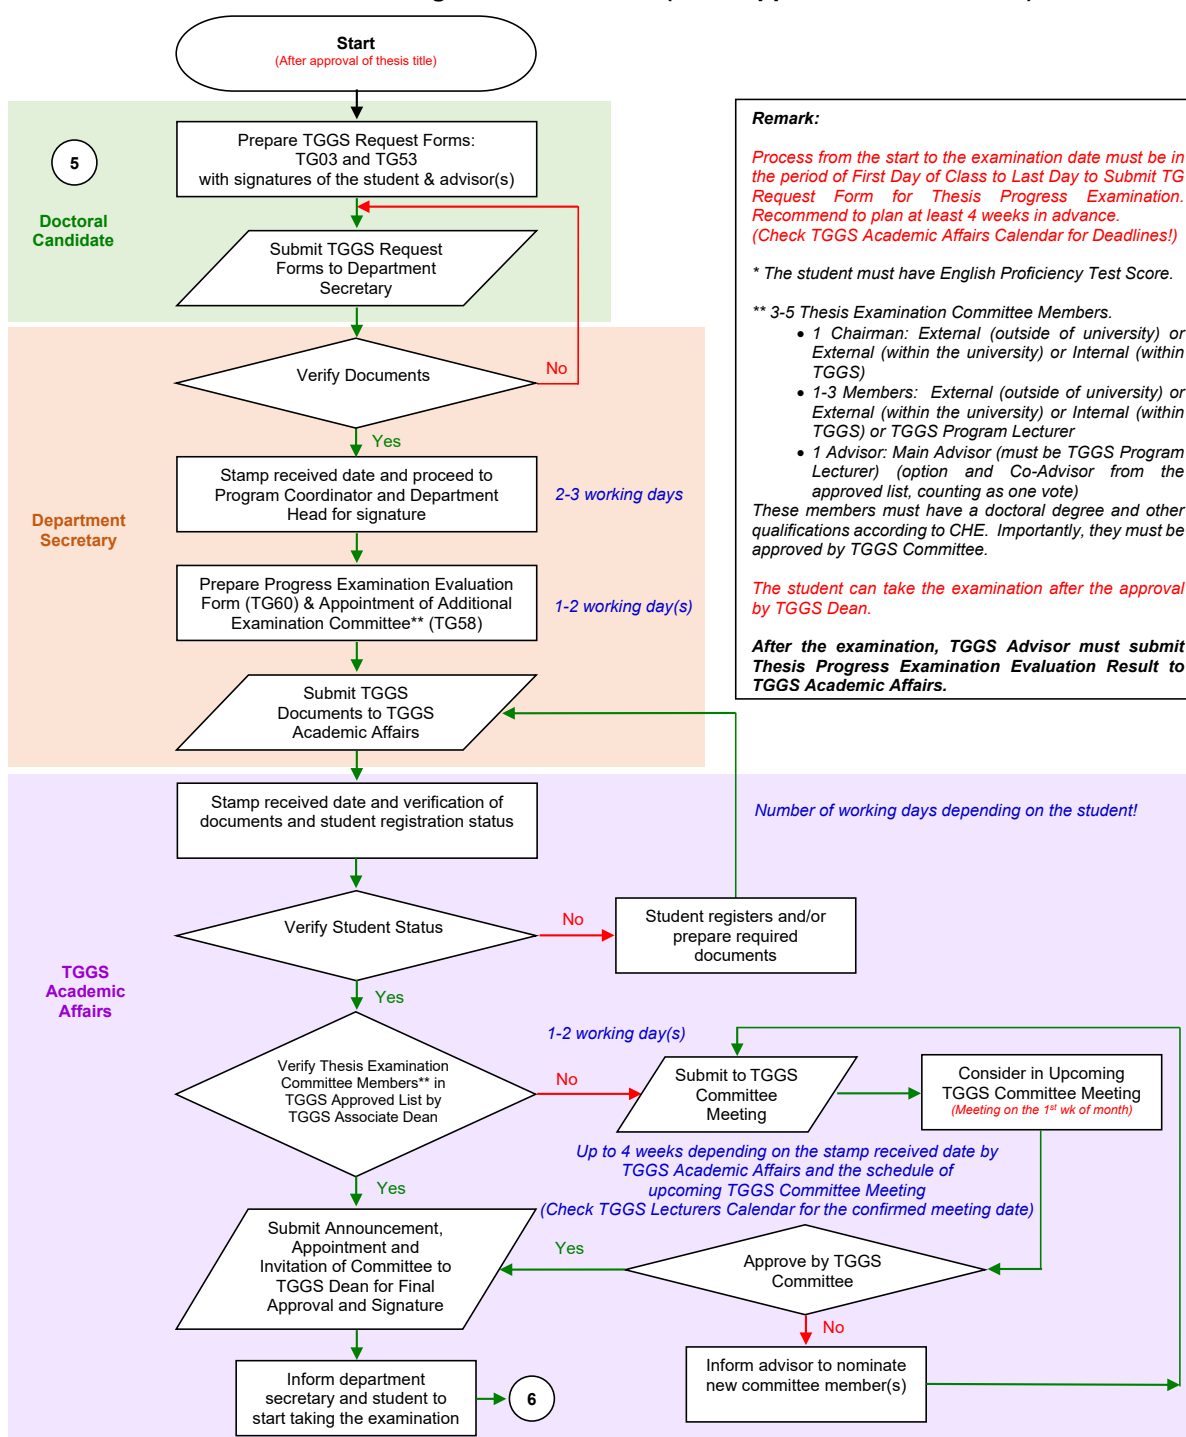 Start
(After approval of thesis title)
5
Doctoral
Candidate
Prepare TGGS Request Forms:
TG03 and TG53
with signatures of the student & advisor(s)
Submit TGGS Request
Forms to Department
Secretary
Verify Documents
No
Yes
Department
Secretary
Stamp received date and proceed to
Program Coordinator and Department
Head for signature
2-3 working days
Prepare Progress Examination Evaluation
Form (TG60) & Appointment of Additional
Examination Committee** (TG58)
1-2 working day(s)
Submit TGGS
Documents to TGGS
Academic Affairs
Remark:
Process from the start to the examination date must be in
the period of First Day of Class to Last Day to Submit TG
Request Form for Thesis Progress Examination.
Recommend to plan at least 4 weeks in advance.
(Check TGGS Academic Affairs Calendar for Deadlines!)
* The student must have English Proficiency Test Score.
** 3-5 Thesis Examination Committee Members.
• 1 Chairman: External (outside of university) or
External (within the university) or Internal (within
TGGS)
• 1-3 Members: External (outside of university) or
External (within the university) or Internal (within
TGGS) or TGGS Program Lecturer
• 1 Advisor: Main Advisor (must be TGGS Program
Lecturer) (option and Co-Advisor from the
approved list, counting as one vote)
These members must have a doctoral degree and other
qualifications according to CHE. Importantly, they must be
approved by TGGS Committee.
The student can take the examination after the approval
by TGGS Dean.
After the examination, TGGS Advisor must submit
Thesis Progress Examination Evaluation Result to
TGGS Academic Affairs.
Stamp received date and verification of
documents and student registration status
Number of working days depending on the student!
Verify Student Status
No
Student registers and/or
prepare required
documents
TGGS
Academic
Affairs
Yes
1-2 working day(s)
Verify Thesis Examination
Committee Members** in
TGGS Approved List by
TGGS Associate Dean
No
Submit to TGGS
Committee
Meeting
Consider in Upcoming
TGGS Committee Meeting
(Meeting on the 1st wk of month)
Up to 4 weeks depending on the stamp received date by
TGGS Academic Affairs and the schedule of
upcoming TGGS Committee Meeting
(Check TGGS Lecturers Calendar for the confirmed meeting date)
Yes
Submit Announcement,
Appointment and
Invitation of Committee to
TGGS Dean for Final
Approval and Signature
Yes
Approve by TGGS
Committee
No
Inform advisor to nominate
new committee member(s)
Inform department
secretary and student to
start taking the examination
6